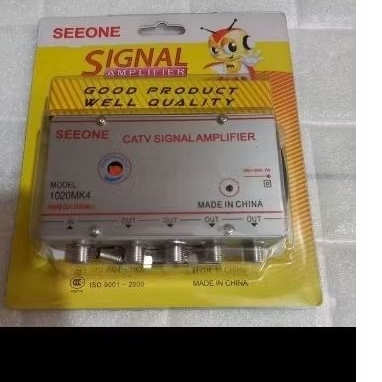 SEEONE
SIGNAL
AMPLIFIER
GOOD PRODUCT
WELL QUALITY
SEEONE
CATV SIGNAL AMPLIFIER
MODEL:
1020MK4
MADE IN CHINA
IN OUT OUT OUT OUT
ISO 9001 - 2000
MADE IN CHINA